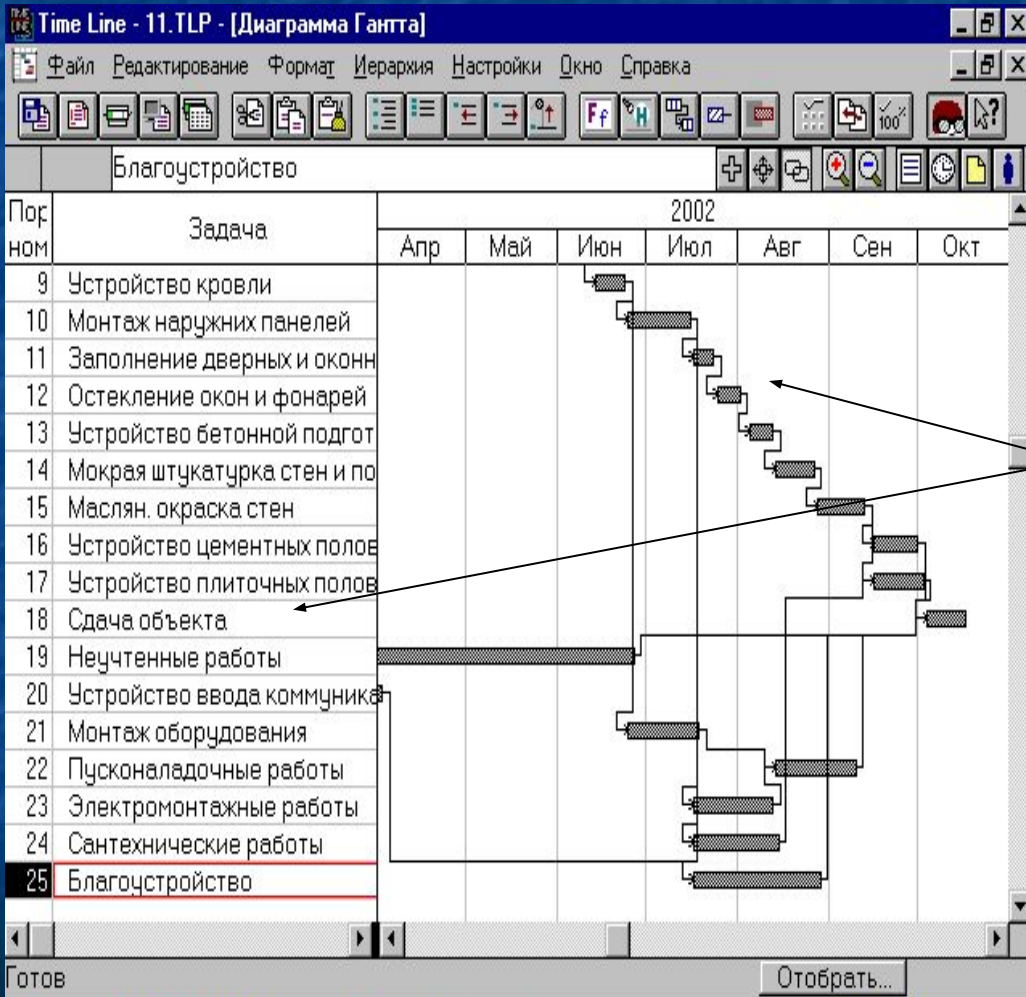 Time Line - 11.TLP - [Диаграмма Гантта]
Файл Редактирование Формат Иерархия Настройки Окно Справка
Благоустройство
Пор ном Задача 2002
Апр Май Июн Июл Авг Сен Окт
9 Устройство кровли
10 Монтаж наружних панелей
11 Заполнение дверных и оконн
12 Остекление окон и фонарей
13 Устройство бетонной подгот
14 Мокрая штукатурка стен и по
15 Маслян. окраска стен
16 Устройство цементных полов
17 Устройство плиточных полов
18 Сдача объекта
19 Неучтенные работы
20 Устройство ввода коммуника
21 Монтаж оборудования
22 Пусконаладочные работы
23 Электромонтажные работы
24 Сантехнические работы
25 Благоустройство
Готов Отобрать...